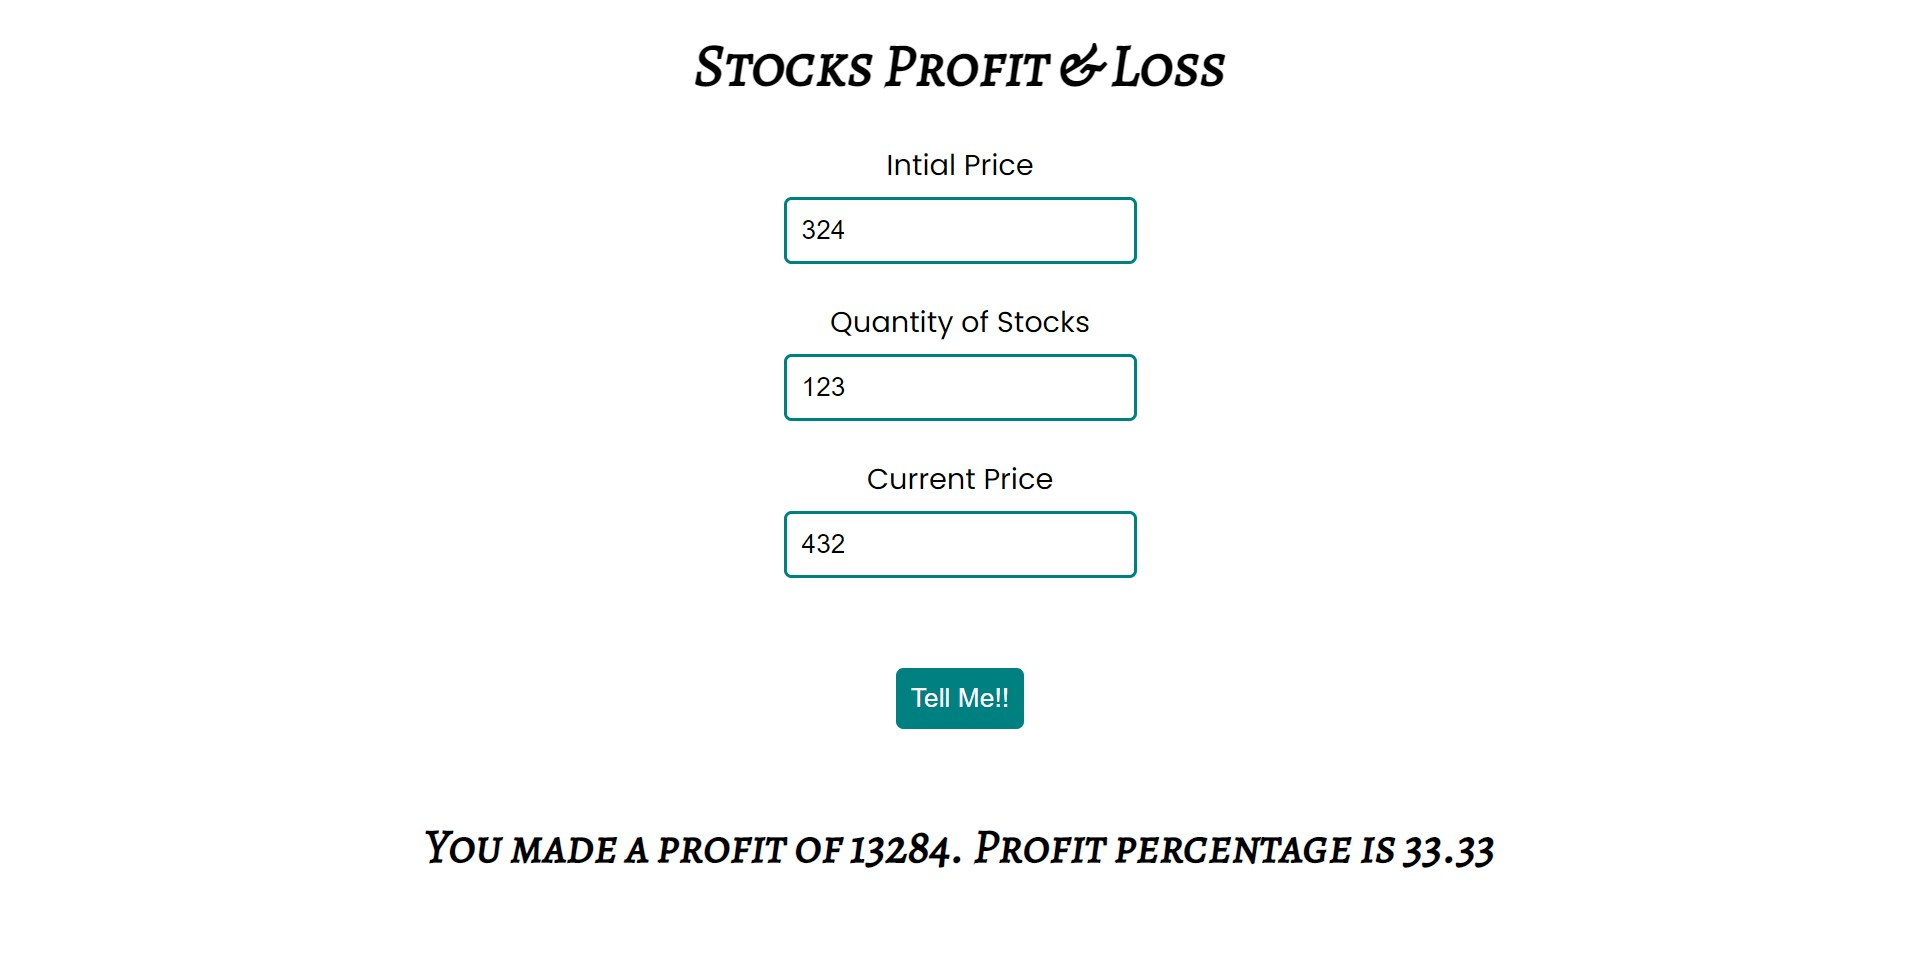 Stocks Profit & Loss
Intial Price
324
Quantity of Stocks
123
Current Price
432
Tell Me!!
You made a profit of 13284. Profit percentage is 33.33